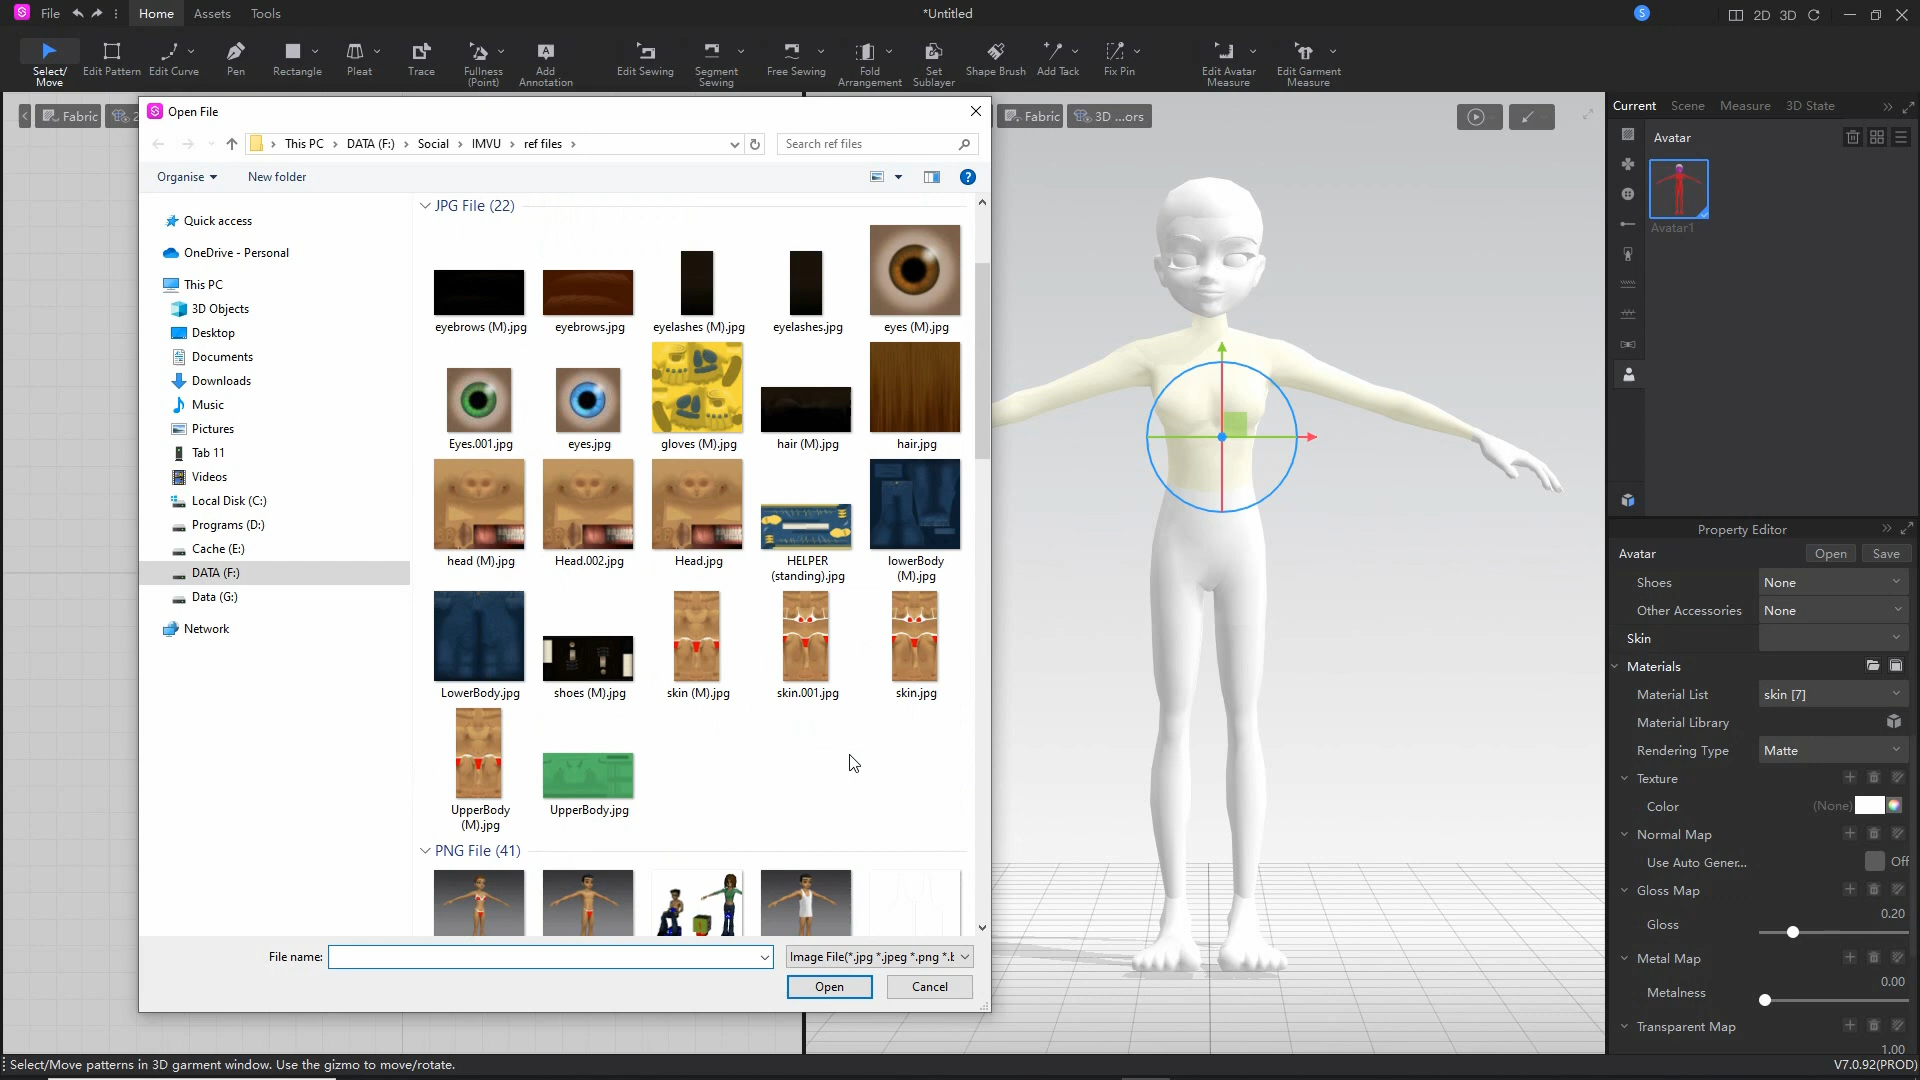 File
Home
Assets
Tools
*Untitled
S
2D
3D
Select/
Move
Edit Pattern
Edit Curve
Pen
Rectangle
Pleat
Trace
Fullness
(Point)
Add
Annotation
Edit Sewing
Segment
Sewing
Free Sewing
Fold
Arrangement
Set
Sublayer
Shape Brush
Add Tack
Fix Pin
Edit Avatar
Measure
Edit Garment
Measure
Fabric
2
Open File
This PC
DATA (F:)
Social
IMVU
ref files
Search ref files
Organise
New folder
Quick access
OneDrive - Personal
This PC
3D Objects
Desktop
Documents
Downloads
Music
Pictures
Tab 11
Videos
Local Disk (C:)
Programs (D:)
Cache (E:)
DATA (F:)
Data (G:)
Network
JPG File (22)
eyebrows (M).jpg
eyebrows.jpg
eyelashes (M).jpg
eyelashes.jpg
eyes (M).jpg
Eyes.001.jpg
eyes.jpg
gloves (M).jpg
hair (M).jpg
hair.jpg
head (M).jpg
Head.002.jpg
Head.jpg
HELPER
(standing).jpg
lowerBody
(M).jpg
LowerBody.jpg
shoes (M).jpg
skin (M).jpg
skin.001.jpg
skin.jpg
UpperBody
(M).jpg
UpperBody.jpg
PNG File (41)
File name:
Image File(*.jpg *.jpeg *.png *.b
Open
Cancel
Fabric
3D ...ors
Current
Scene
Measure
3D State
Avatar
Avatar1
Property Editor
Avatar
Open
Save
Shoes
None
Other Accessories
None
Skin
Materials
Material List
skin [7]
Material Library
Rendering Type
Matte
Texture
Color
(None)
Normal Map
Use Auto Gener...
Off
Gloss Map
0.20
Gloss
Metal Map
0.00
Metalness
Transparent Map
1.00
Select/Move patterns in 3D garment window. Use the gizmo to move/rotate.
V7.0.92(PROD)